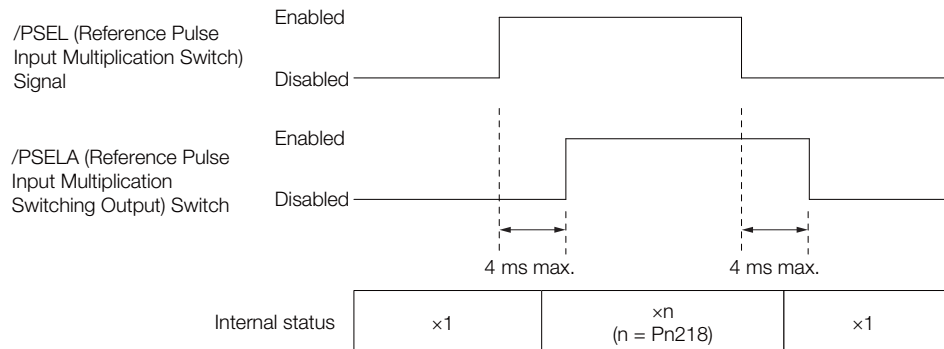 /PSEL (Reference Pulse
Input Multiplication Switch)
Signal
Enabled
Disabled
/PSELA (Reference Pulse
Input Multiplication
Switching Output) Switch
Enabled
Disabled
4 ms max.
4 ms max.
Internal status
×1
×n
(n = Pn218)
×1